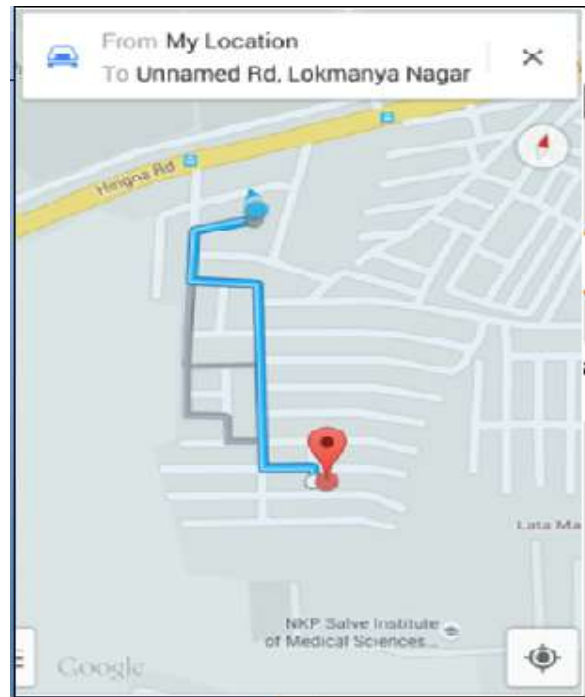 From My Location
To Unnamed Rd, Lokmanya Nagar
Hingna Rd
Lata Ma
NKP Salve Institute
of Medical Sciences...
Google